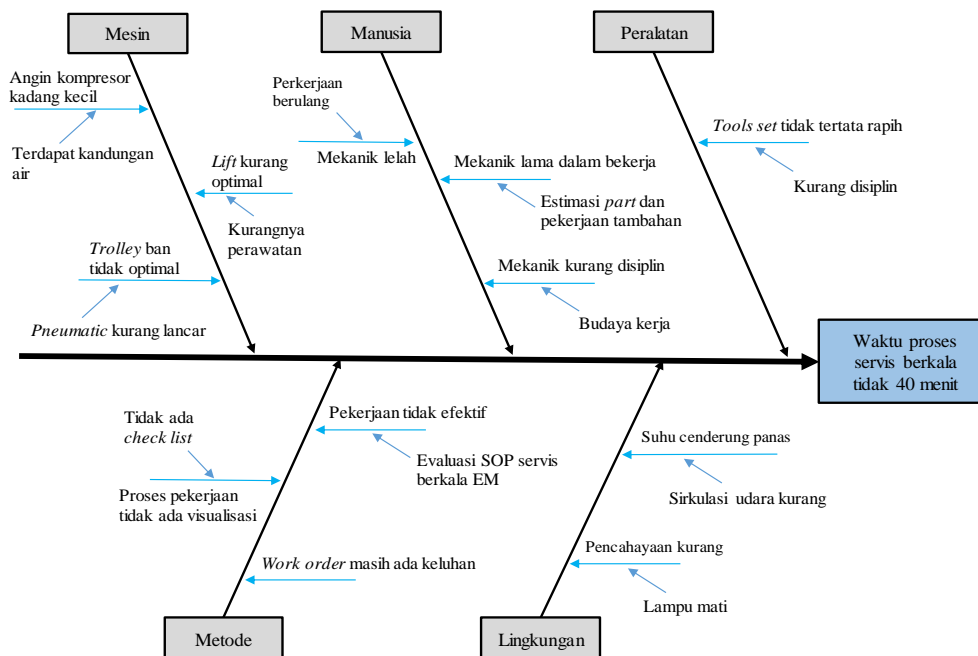 Mesin
Manusia
Peralatan
Angin kompresor
kadang kecil
Terdapat kandungan
air
Lift kurang
optimal
Kurangnya
perawatan
Trolley ban
tidak optimal
Pneumatic kurang lancar
Perkerjaan
berulang
Mekanik lelah
Mekanik lama dalam bekerja
Estimasi part dan
pekerjaan tambahan
Mekanik kurang disiplin
Budaya kerja
Tools set tidak tertata rapih
Kurang disiplin
Waktu proses
servis berkala
tidak 40 menit
Tidak ada
check list
Proses pekerjaan
tidak ada visualisasi
Pekerjaan tidak efektif
Evaluasi SOP servis
berkala EM
Work order masih ada keluhan
Suhu cenderung panas
Sirkulasi udara kurang
Pencahayaan kurang
Lampu mati
Metode
Lingkungan